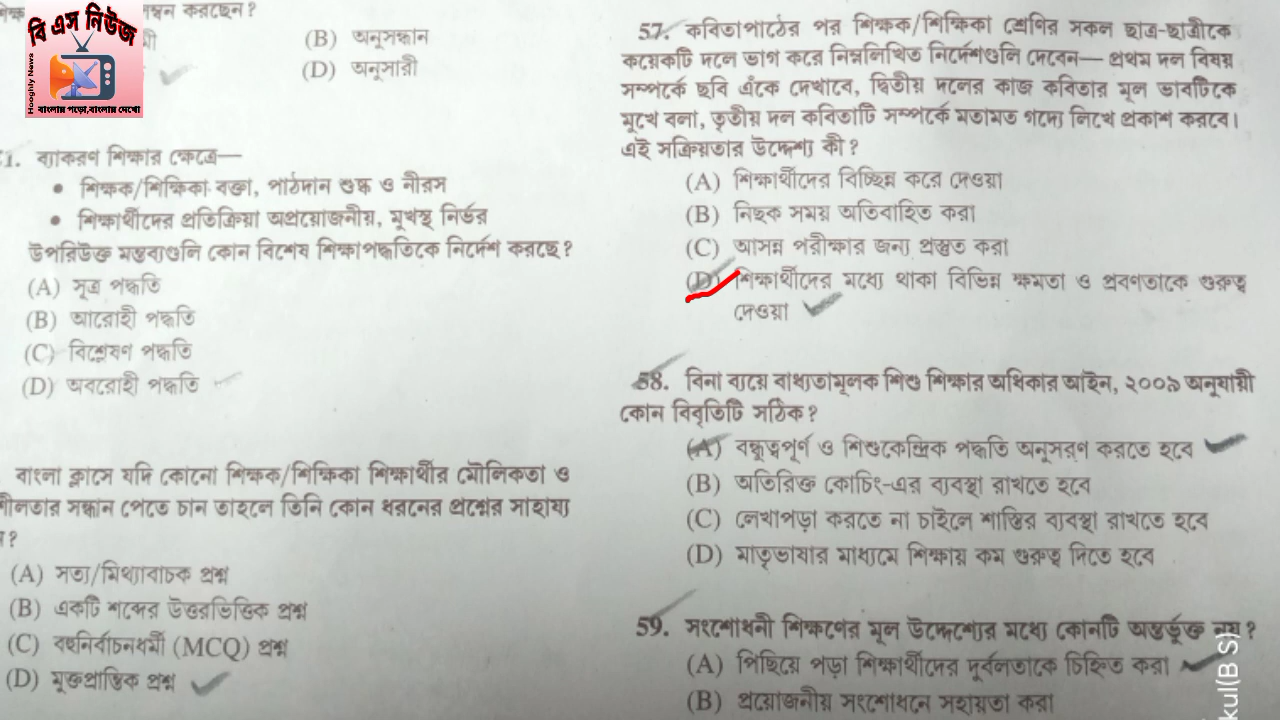 বি এস নিউজ
Hooghly News
বাংলায় পড়ো,বাংলায় দেখো
করছেন?
(B) অনুসন্ধান
(D) অনুসারী
1. ব্যাকরণ শিক্ষার ক্ষেত্রে—
• শিক্ষক/শিক্ষিকা বক্তা, পাঠদান শুষ্ক ও নীরস
• শিক্ষার্থীদের প্রতিক্রিয়া অপ্রয়োজনীয়, মুখস্থ নির্ভর
উপরিউক্ত মন্তব্যগুলি কোন বিশেষ শিক্ষাপদ্ধতিকে নির্দেশ করছে?
(A) সূত্র পদ্ধতি
(B) আরোহী পদ্ধতি
(C) বিশ্লেষণ পদ্ধতি
(D) অবরোহী পদ্ধতি
বাংলা ক্লাসে যদি কোনো শিক্ষক/শিক্ষিকা শিক্ষার্থীর মৌলিকতা ও
সন্ধান পেতে চান তাহলে তিনি কোন ধরনের প্রশ্নের সাহায্য
?
(A) সত্য/মিথ্যাবাচক প্রশ্ন
(B) একটি শব্দের উত্তরভিত্তিক প্রশ্ন
(C) বহুনির্বাচনধর্মী (MCQ) প্রশ্ন
(D) মুক্তপ্রান্তিক প্রশ্ন
57. কবিতাপাঠের পর শিক্ষক/শিক্ষিকা শ্রেণির সকল ছাত্র-ছাত্রীকে
কয়েকটি দলে ভাগ করে নিম্নলিখিত নির্দেশগুলি দেবেন— প্রথম দল বিষয়
সম্পর্কে ছবি এঁকে দেখাবে, দ্বিতীয় দলের কাজ কবিতার মূল ভাবটিকে
মুখে বলা, তৃতীয় দল কবিতাটি সম্পর্কে মতামত গদ্যে লিখে প্রকাশ করবে।
এই সক্রিয়তার উদ্দেশ্য কী?
(A) শিক্ষার্থীদের বিচ্ছিন্ন করে দেওয়া
(B) নিছক সময় অতিবাহিত করা
(C) আসন্ন পরীক্ষার জন্য প্রস্তুত করা
(D) শিক্ষার্থীদের মধ্যে থাকা বিভিন্ন ক্ষমতা ও প্রবণতাকে গুরুত্ব
দেওয়া
58. বিনা ব্যয়ে বাধ্যতামূলক শিশু শিক্ষার অধিকার আইন, ২০০৯ অনুযায়ী
কোন বিবৃতিটি সঠিক?
(A) বন্ধুত্বপূর্ণ ও শিশুকেন্দ্রিক পদ্ধতি অনুসরণ করতে হবে
(B) অতিরিক্ত কোচিং-এর ব্যবস্থা রাখতে হবে
(C) লেখাপড়া করতে না চাইলে শাস্তির ব্যবস্থা রাখতে হবে
(D) মাতৃভাষার মাধ্যমে শিক্ষায় কম গুরুত্ব দিতে হবে
59. সংশোধনী শিক্ষণের মূল উদ্দেশ্যের মধ্যে কোনটি অন্তর্ভুক্ত নয়?
(A) পিছিয়ে পড়া শিক্ষার্থীদের দুর্বলতাকে চিহ্নিত করা
(B) প্রয়োজনীয় সংশোধনে সহায়তা করা
kul(B S)